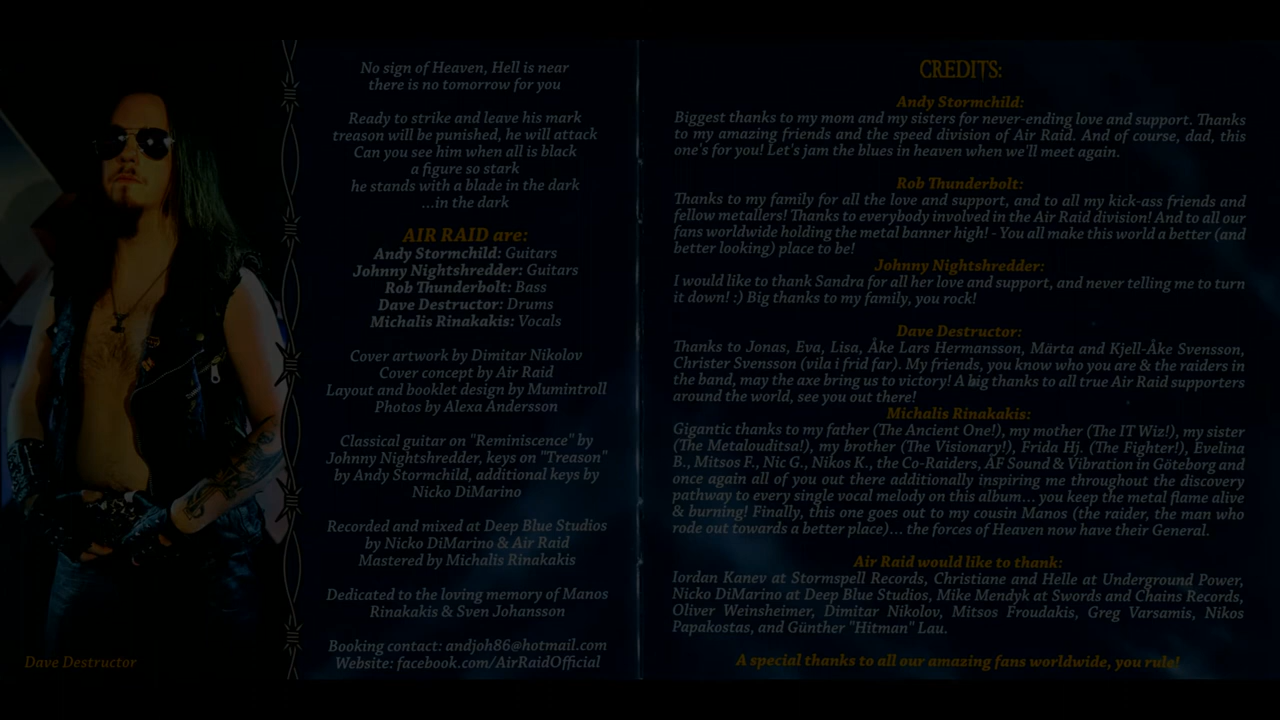 No sign of Heaven, Hell is near
there is no tomorrow for you
Ready to strike and leave his mark
treason will be punished, he will attack
Can you see him when all is black
a figure so stark
he stands with a blade in the dark
...in the dark
AIR RAID are:
Andy Stormchild: Guitars
Johnny Nightshredder: Guitars
Rob Thunderbolt: Bass
Dave Destructor: Drums
Michalis Rinakakis: Vocals
Cover artwork by Dimitar Nikolov
Cover concept by Air Raid
Layout and booklet design by Mumintroll
Photos by Alexa Andersson
Classical guitar on "Reminiscence" by
Johnny Nightshredder, keys on "Treason"
by Andy Stormchild, additional keys by
Nicko DiMarino
Recorded and mixed at Deep Blue Studios
by Nicko DiMarino & Air Raid
Mastered by Michalis Rinakakis
Dedicated to the loving memory of Manos
Rinakakis & Sven Johansson
Booking contact: andjoh86@hotmail.com
Website: facebook.com/AirRaidOfficial
Dave Destructor
CREDITS:
Andy Stormchild:
Biggest thanks to my mom and my sisters for never-ending love and support. Thanks
to my amazing friends and the speed division of Air Raid. And of course, dad, this
one's for you! Let's jam the blues in heaven when we'll meet again.
Rob Thunderbolt:
Thanks to my family for all the love and support, and to all my kick-ass friends and
fellow metallers! Thanks to everybody involved in the Air Raid division! And to all our
fans worldwide holding the metal banner high! - You all make this world a better (and
better looking) place to be!
Johnny Nightshredder:
I would like to thank Sandra for all her love and support, and never telling me to turn
it down! :) Big thanks to my family, you rock!
Dave Destructor:
Thanks to Jonas, Eva, Lisa, Åke Lars Hermansson, Märta and Kjell-Åke Svensson,
Christer Svensson (vila i frid far). My friends, you know who you are & the raiders in
the band, may the axe bring us to victory! A big thanks to all true Air Raid supporters
around the world, see you out there!
Michalis Rinakakis:
Gigantic thanks to my father (The Ancient One!), my mother (The IT Wiz!), my sister
(The Metalouditsa!), my brother (The Visionary!), Frida Hj. (The Fighter!), Evelina
B., Mitsos F., Nic G., Nikos K., the Co-Raiders, ÅF Sound & Vibration in Göteborg and
once again all of you out there additionally inspiring me throughout the discovery
pathway to every single vocal melody on this album... you keep the metal flame alive
& burning! Finally, this one goes out to my cousin Manos (the raider, the man who
rode out towards a better place)... the forces of Heaven now have their General.
Air Raid would like to thank:
Iordan Kanev at Stormspell Records, Christiane and Helle at Underground Power,
Nicko DiMarino at Deep Blue Studios, Mike Mendyk at Swords and Chains Records,
Oliver Weinsheimer, Dimitar Nikolov, Mitsos Froudakis, Greg Varsamis, Nikos
Papakostas, and Günther "Hitman" Lau.
A special thanks to all our amazing fans worldwide, you rule!